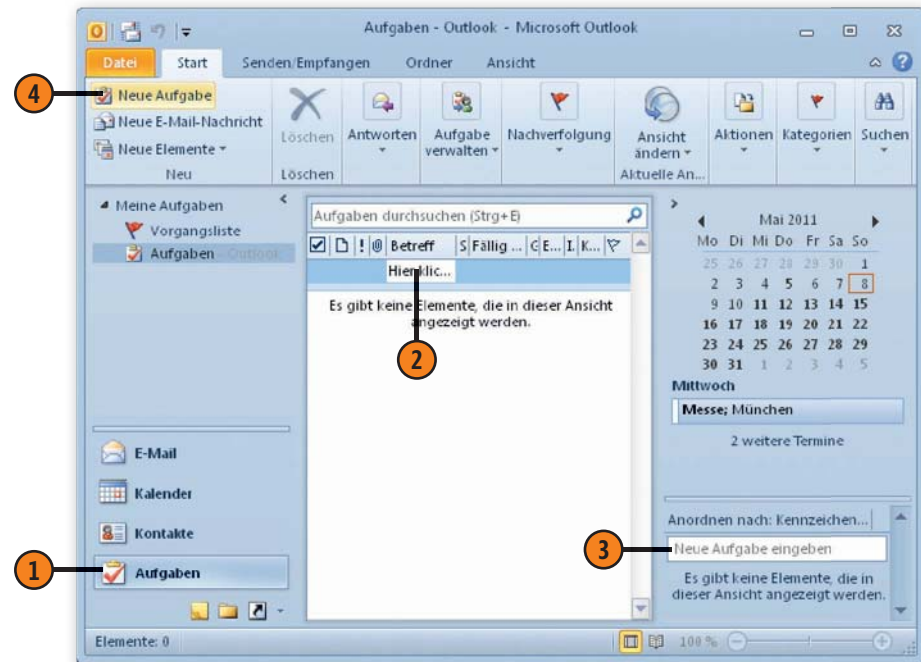 Aufgaben - Outlook - Microsoft Outlook
Datei Start Senden/Empfangen Ordner Ansicht
4
Neue Aufgabe
Neue E-Mail-Nachricht
Neue Elemente
Neu
Löschen
Löschen
Antworten
Aufgabe verwalten
Nachverfolgung
Ansicht ändern
Aktuelle An...
Aktionen
Kategorien
Suchen
Meine Aufgaben
Vorgangsliste
Aufgaben - Outlook
E-Mail
Kalender
Kontakte
1
Aufgaben
Aufgaben durchsuchen (Strg+E)
! Betreff S Fällig ... G E... I. K...
Hier klic...
Es gibt keine Elemente, die in dieser Ansicht
angezeigt werden.
2
Mai 2011
Mo Di Mi Do Fr Sa So
25 26 27 28 29 30 1
2 3 4 5 6 7 8
9 10 11 12 13 14 15
16 17 18 19 20 21 22
23 24 25 26 27 28 29
30 31 1 2 3 4 5
Mittwoch
Messe; München
2 weitere Termine
Anordnen nach: Kennzeichen...
3
Neue Aufgabe eingeben
Es gibt keine Elemente, die in
dieser Ansicht angezeigt werden.
Elemente: 0
100 %